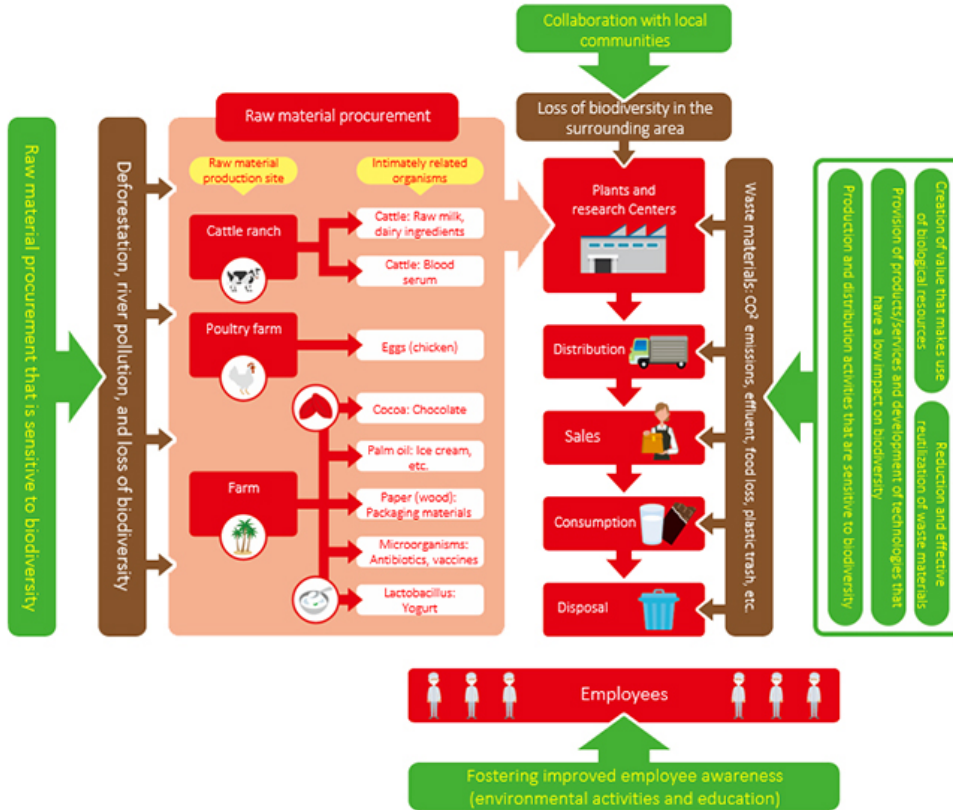 Collaboration with local
communities
Loss of biodiversity in the
surrounding area
Raw material procurement that is sensitive to biodiversity
Deforestation, river pollution, and loss of biodiversity
Raw material procurement
Raw material
production site
Intimately related
organisms
Cattle ranch
Cattle: Raw milk,
dairy ingredients
Cattle: Blood
serum
Poultry farm
Eggs (chicken)
Farm
Cocoa: Chocolate
Palm oil: Ice cream,
etc.
Paper (wood):
Packaging materials
Microorganisms:
Antibiotics, vaccines
Lactobacillus:
Yogurt
Plants and
research Centers
Distribution
Sales
Consumption
Disposal
Waste materials: CO² emissions, effluent, food loss, plastic trash, etc.
Creation of value that makes use
of biological resources
Reduction and effective
reutilization of waste materials
Provision of products/services and development of technologies that
have a low impact on biodiversity
Production and distribution activities that are sensitive to biodiversity
Employees
Fostering improved employee awareness
(environmental activities and education)